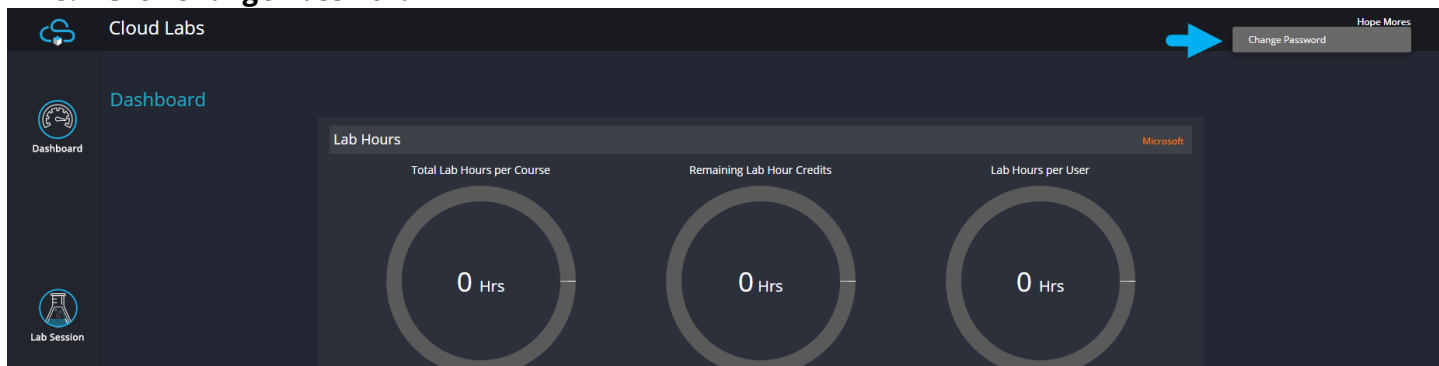 Cloud Labs
Hope Mores
Change Password
Dashboard
Dashboard
Lab Hours
Microsoft
Total Lab Hours per Course
Remaining Lab Hour Credits
Lab Hours per User
0 Hrs
0 Hrs
0 Hrs
Lab Session